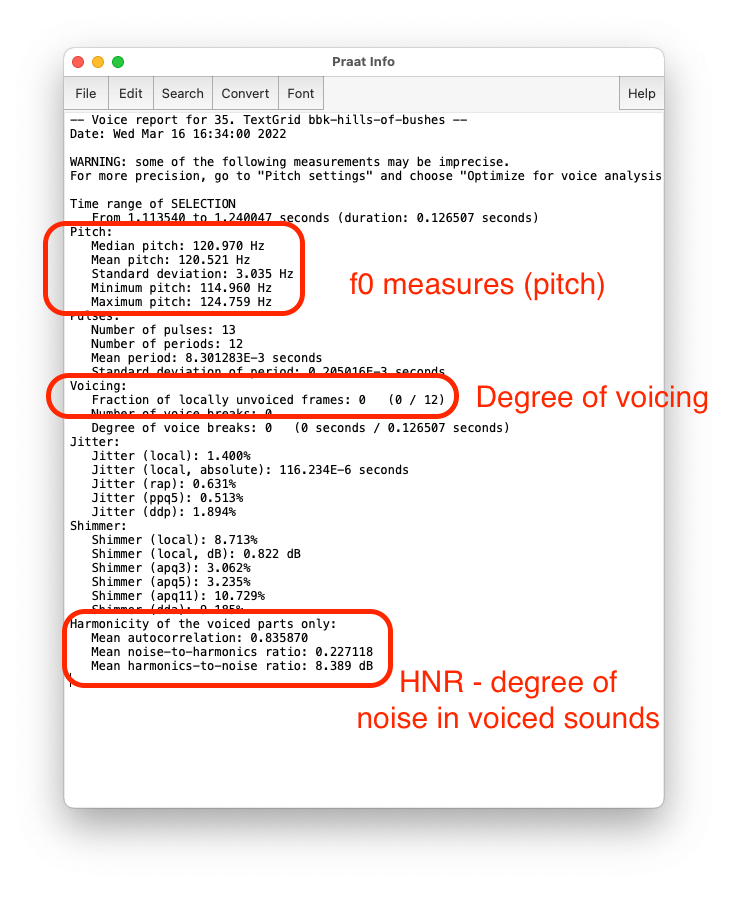 Praat Info
File Edit Search Convert Font Help
-- Voice report for 35. TextGrid bbk-hills-of-bushes --
Date: Wed Mar 16 16:34:00 2022
WARNING: some of the following measurements may be imprecise.
For more precision, go to "Pitch settings" and choose "Optimize for voice analysis
Time range of SELECTION
From 1.113540 to 1.240047 seconds (duration: 0.126507 seconds)
Pitch:
Median pitch: 120.970 Hz
Mean pitch: 120.521 Hz
Standard deviation: 3.035 Hz
Minimum pitch: 114.960 Hz
Maximum pitch: 124.759 Hz
f0 measures (pitch)
Pulses:
Number of pulses: 13
Number of periods: 12
Mean period: 8.301283E-3 seconds
Standard deviation of period: 0.205016E-3 seconds
Voicing:
Fraction of locally unvoiced frames: 0 (0 / 12)
Degree of voicing
Number of voice breaks: 0
Degree of voice breaks: 0 (0 seconds / 0.126507 seconds)
Jitter:
Jitter (local): 1.400%
Jitter (local, absolute): 116.234E-6 seconds
Jitter (rap): 0.631%
Jitter (ppq5): 0.513%
Jitter (ddp): 1.894%
Shimmer:
Shimmer (local): 8.713%
Shimmer (local, dB): 0.822 dB
Shimmer (apq3): 3.062%
Shimmer (apq5): 3.235%
Shimmer (apq11): 10.729%
Shimmer (dda): 9.185%
Harmonicity of the voiced parts only:
Mean autocorrelation: 0.835870
Mean noise-to-harmonics ratio: 0.227118
Mean harmonics-to-noise ratio: 8.389 dB
HNR - degree of
noise in voiced sounds